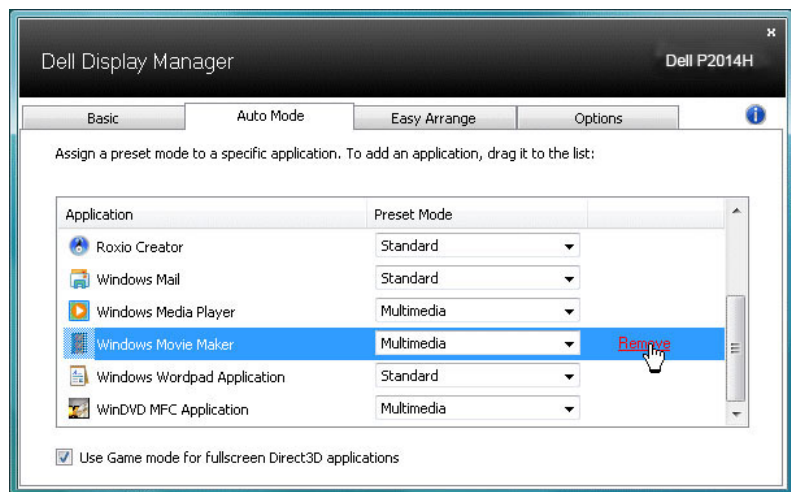 x
Dell Display Manager
Dell P2014H
Basic
Auto Mode
Easy Arrange
Options
i
Assign a preset mode to a specific application. To add an application, drag it to the list:
Application Preset Mode
Roxio Creator Standard
Windows Mail Standard
Windows Media Player Multimedia
Windows Movie Maker Multimedia Remove
Windows Wordpad Application Standard
WinDVD MFC Application Multimedia
Use Game mode for fullscreen Direct3D applications